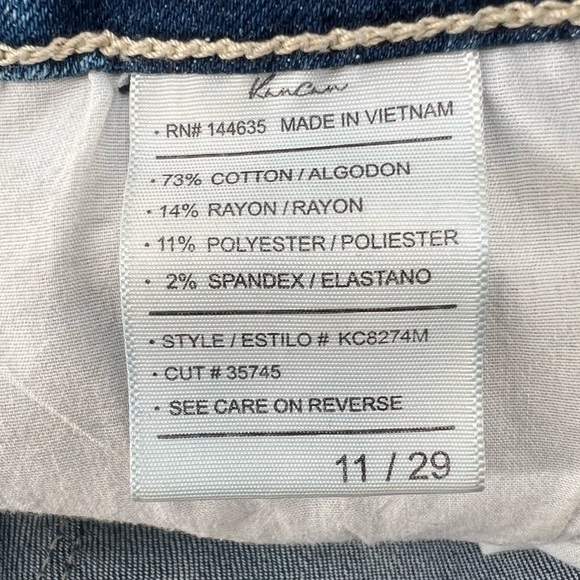 KanCan
• RN# 144635 MADE IN VIETNAM
• 73% COTTON / ALGODON
• 14% RAYON / RAYON
• 11% POLYESTER / POLIESTER
• 2% SPANDEX / ELASTANO
• STYLE / ESTILO # KC8274M
• CUT # 35745
• SEE CARE ON REVERSE
11 / 29